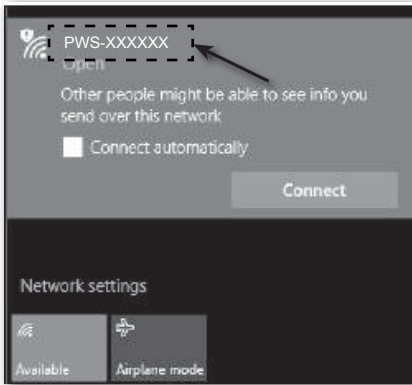 PWS-XXXXXX
Open
Other people might be able to see info you
send over this network
Connect automatically
Connect
Network settings
Available
Airplane mode